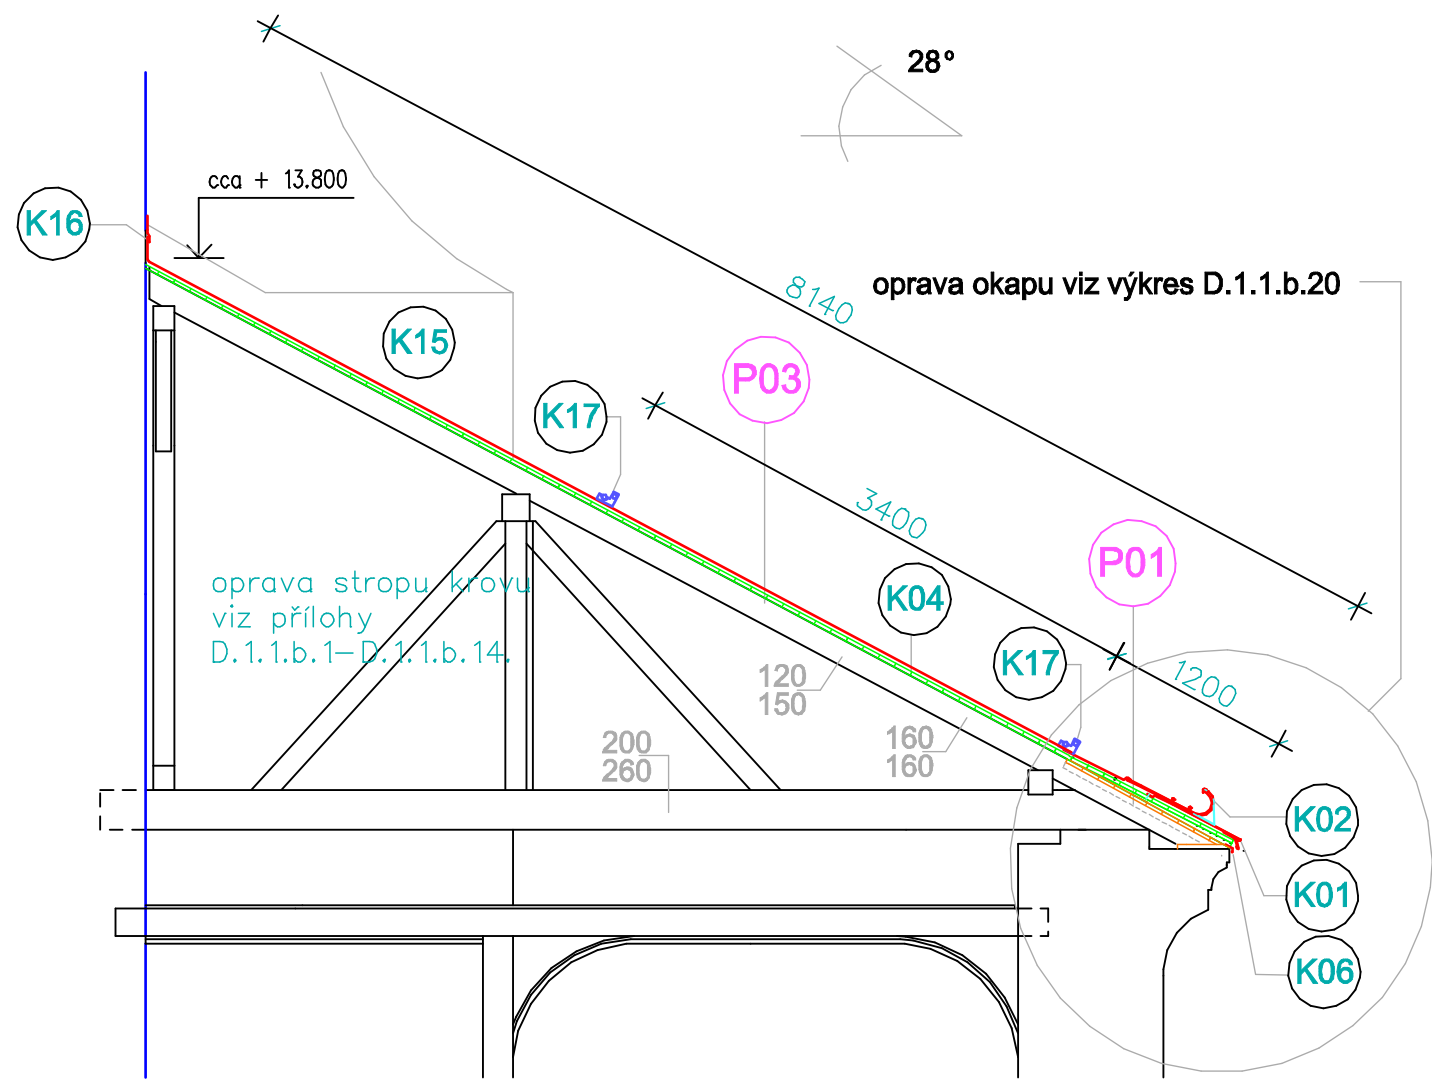 28°
cca + 13.800
K16
8140
oprava okapu viz výkres D.1.1.b.20
K15
P03
K17
3400
P01
oprava stropu krovu
viz přílohy
D.1.1.b.1-D.1.1.b.14.
K04
K17
120
150
1200
160
160
200
260
K02
K01
K06